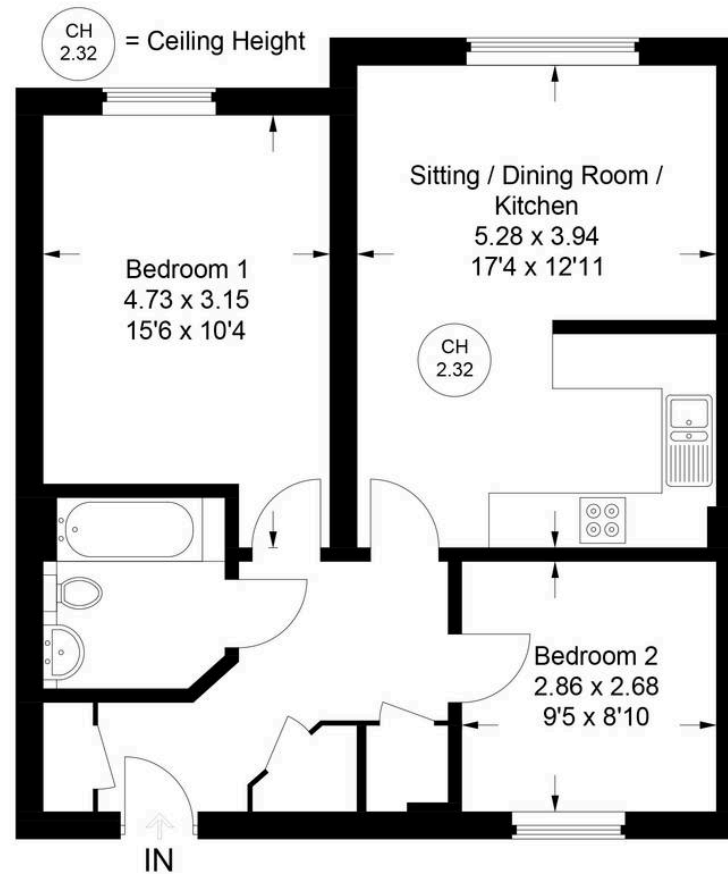 CH
2.32
= Ceiling Height
Sitting / Dining Room /
Kitchen
5.28 x 3.94
17'4 x 12'11
Bedroom 1
4.73 x 3.15
15'6 x 10'4
CH
2.32
Bedroom 2
2.86 x 2.68
9'5 x 8'10
IN